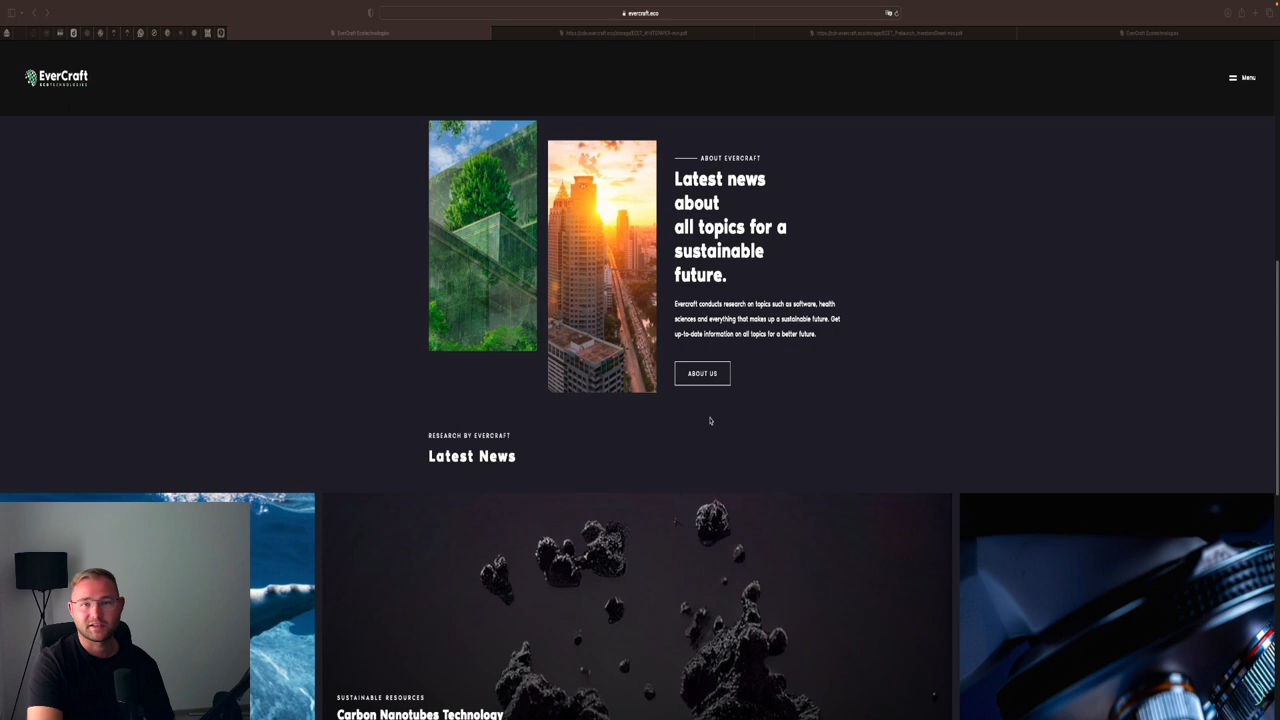 evercraft.eco
EverCraft Ecotechnologies
EverCraft Ecotechnologies
EverCraft
ECOTECHNOLOGIES
Menu
ABOUT EVERCRAFT
Latest news
about
all topics for a
sustainable
future.
Evercraft conducts research on topics such as software, health
sciences and everything that makes up a sustainable future. Get
up-to-date information on all topics for a better future.
ABOUT US
RESEARCH BY EVERCRAFT
Latest News
SUSTAINABLE RESOURCES
Carbon Nanotubes Technology